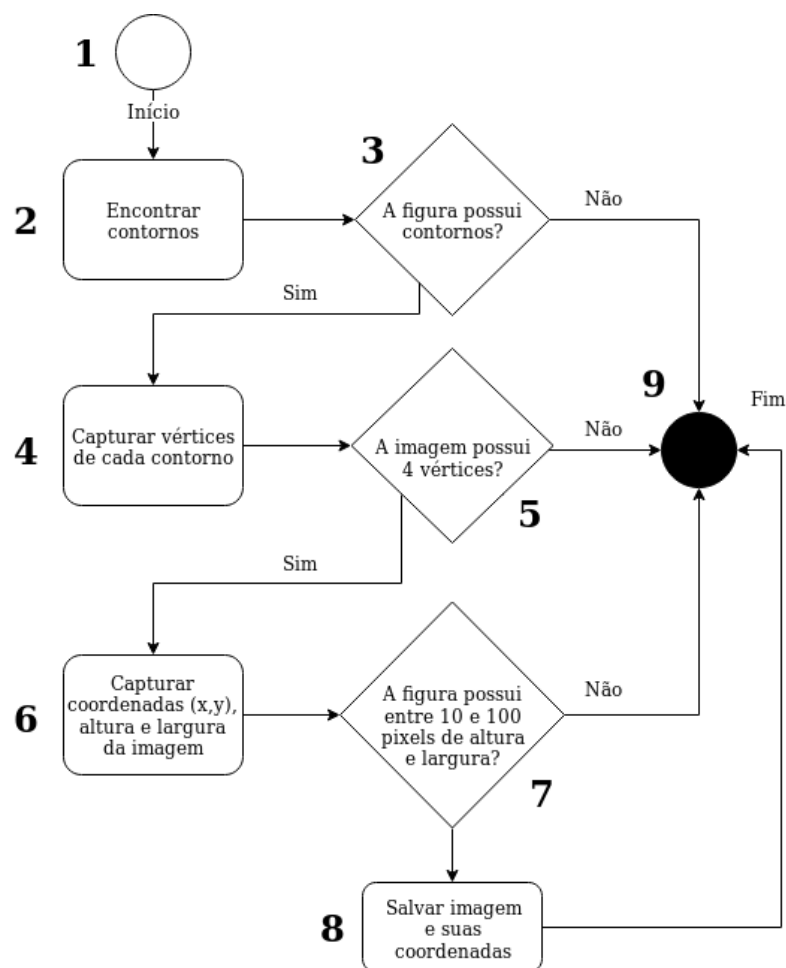 1
Início
2
Encontrar
contornos
3
A figura possui
contornos?
Não
Sim
4
Capturar vértices
de cada contorno
A imagem possui
4 vértices?
5
Não
9
Fim
Sim
6
Capturar
coordenadas (x,y),
altura e largura
da imagem
A figura possui
entre 10 e 100
pixels de altura
e largura?
7
Não
8
Salvar imagem
e suas
coordenadas